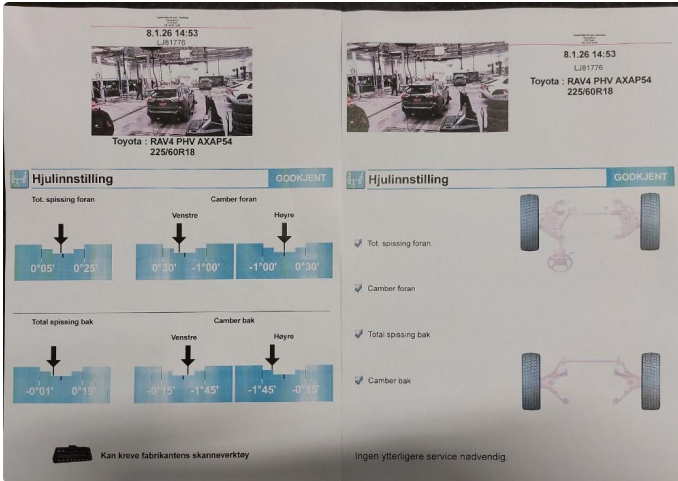 8.1.26 14:53
LJ81776
Toyota : RAV4 PHV AXAP54
225/60R18
Hjulinnstilling
GODKJENT
Tot. spissing foran
Camber foran
Venstre
Høyre
0°05' 0°25'
0°30' -1°00'
-1°00' 0°30'
Total spissing bak
Camber bak
Venstre
Høyre
-0°01' 0°19'
-0°15' -1°45'
-1°45' -0°15'
Kan kreve fabrikantens skanneverktøy
8.1.26 14:53
LJ81776
Toyota : RAV4 PHV AXAP54
225/60R18
Hjulinnstilling
GODKJENT
Tot. spissing foran
Camber foran
Total spissing bak
Camber bak
Ingen ytterligere service nødvendig.